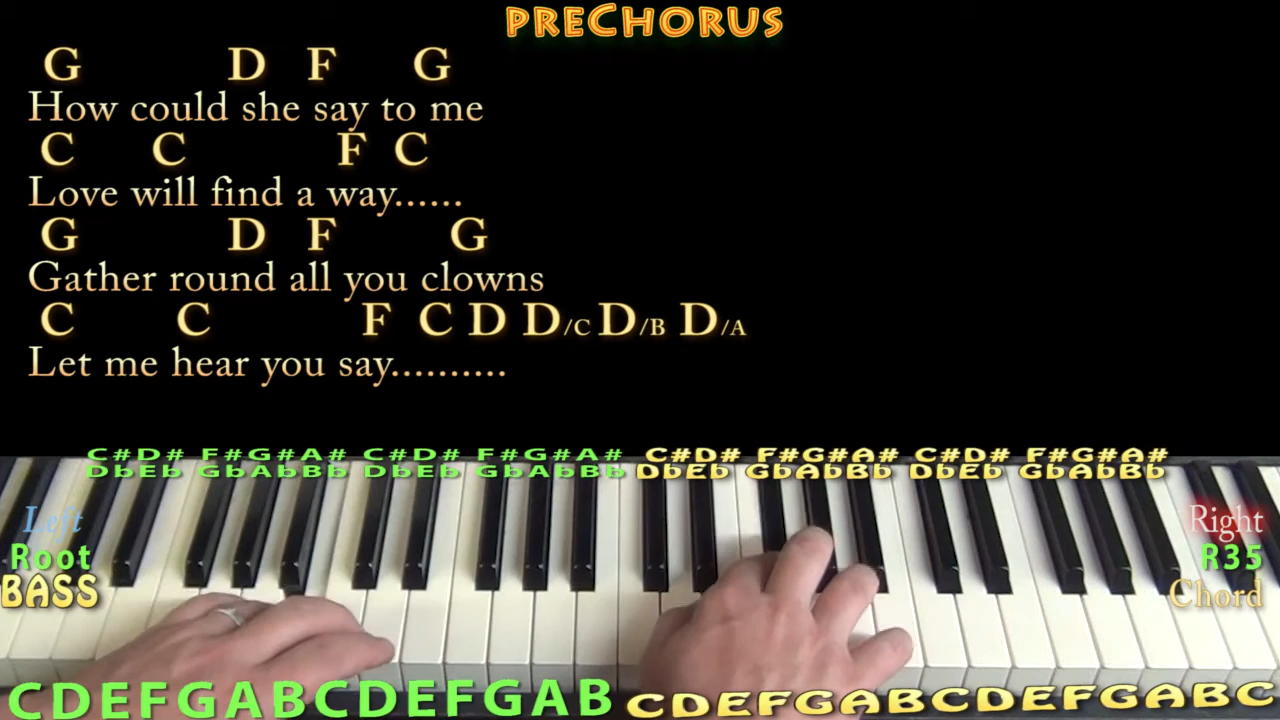 PRECHORUS
G D F G
How could she say to me
C C F C
Love will find a way......
G D F G
Gather round all you clowns
C C F C D D/C D/B D/A
Let me hear you say..........
C#D# F#G#A# C#D# F#G#A# C#D# F#G#A# C#D# F#G#A#
DbEb GbAbBb DbEb GbAbBb DbEb GbAbBb DbEb GbAbBb
Left
Root
BASS
Right
R35
Chord
CDEFGABCDEFGAB CDEFGABCDEFGABC